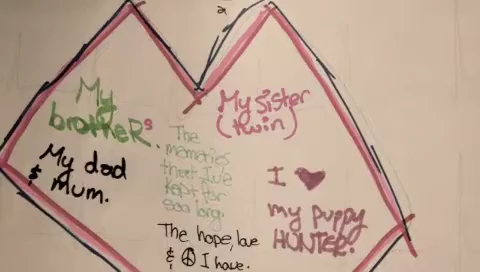 My
brotheRs.
My dad
& mum.
The
memories
that I've
kept for
soo long.
The hope, love
& ☮ I have.
My sister
(twin)
I ♥
my puppy
HUNTER.